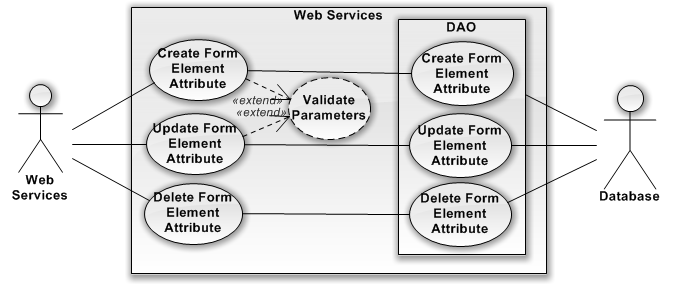 Web Services
DAO
Create Form
Element
Attribute
Create Form
Element
Attribute
«extend»
«extend»
Validate
Parameters
Update Form
Element
Attribute
Update Form
Element
Attribute
Web
Services
Database
Delete Form
Element
Attribute
Delete Form
Element
Attribute